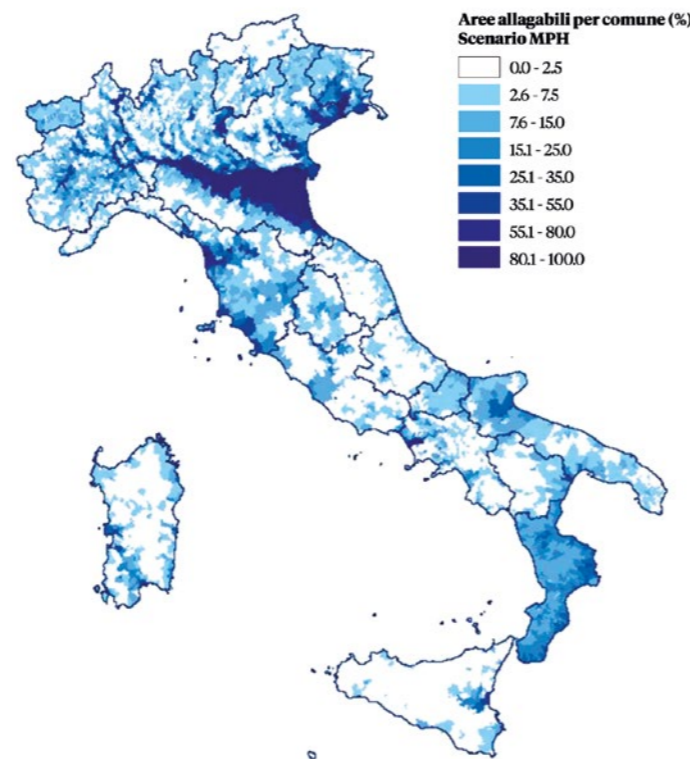 Aree allagabili per comune (%)
Scenario MPH
0.0 - 2.5
2.6 - 7.5
7.6 - 15.0
15.1 - 25.0
25.1 - 35.0
35.1 - 55.0
55.1 - 80.0
80.1 - 100.0